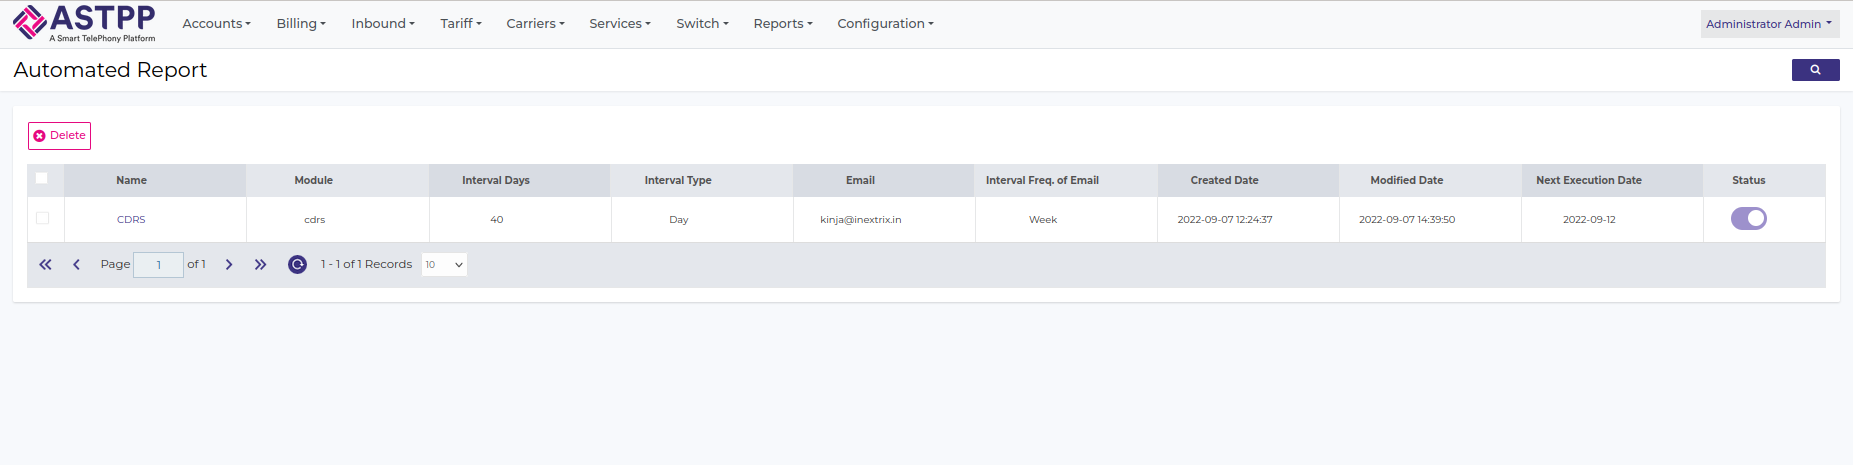 ASTPP
A Smart TelePhony Platform
Accounts Billing Inbound Tariff Carriers Services Switch Reports Configuration Administrator Admin
Automated Report
Delete
Name Module Interval Days Interval Type Email Interval Freq. of Email Created Date Modified Date Next Execution Date Status
CDRS cdrs 40 Day kinja@inextrix.in Week 2022-09-07 12:24:37 2022-09-07 14:39:50 2022-09-12
Page 1 of 1 1 - 1 of 1 Records 10